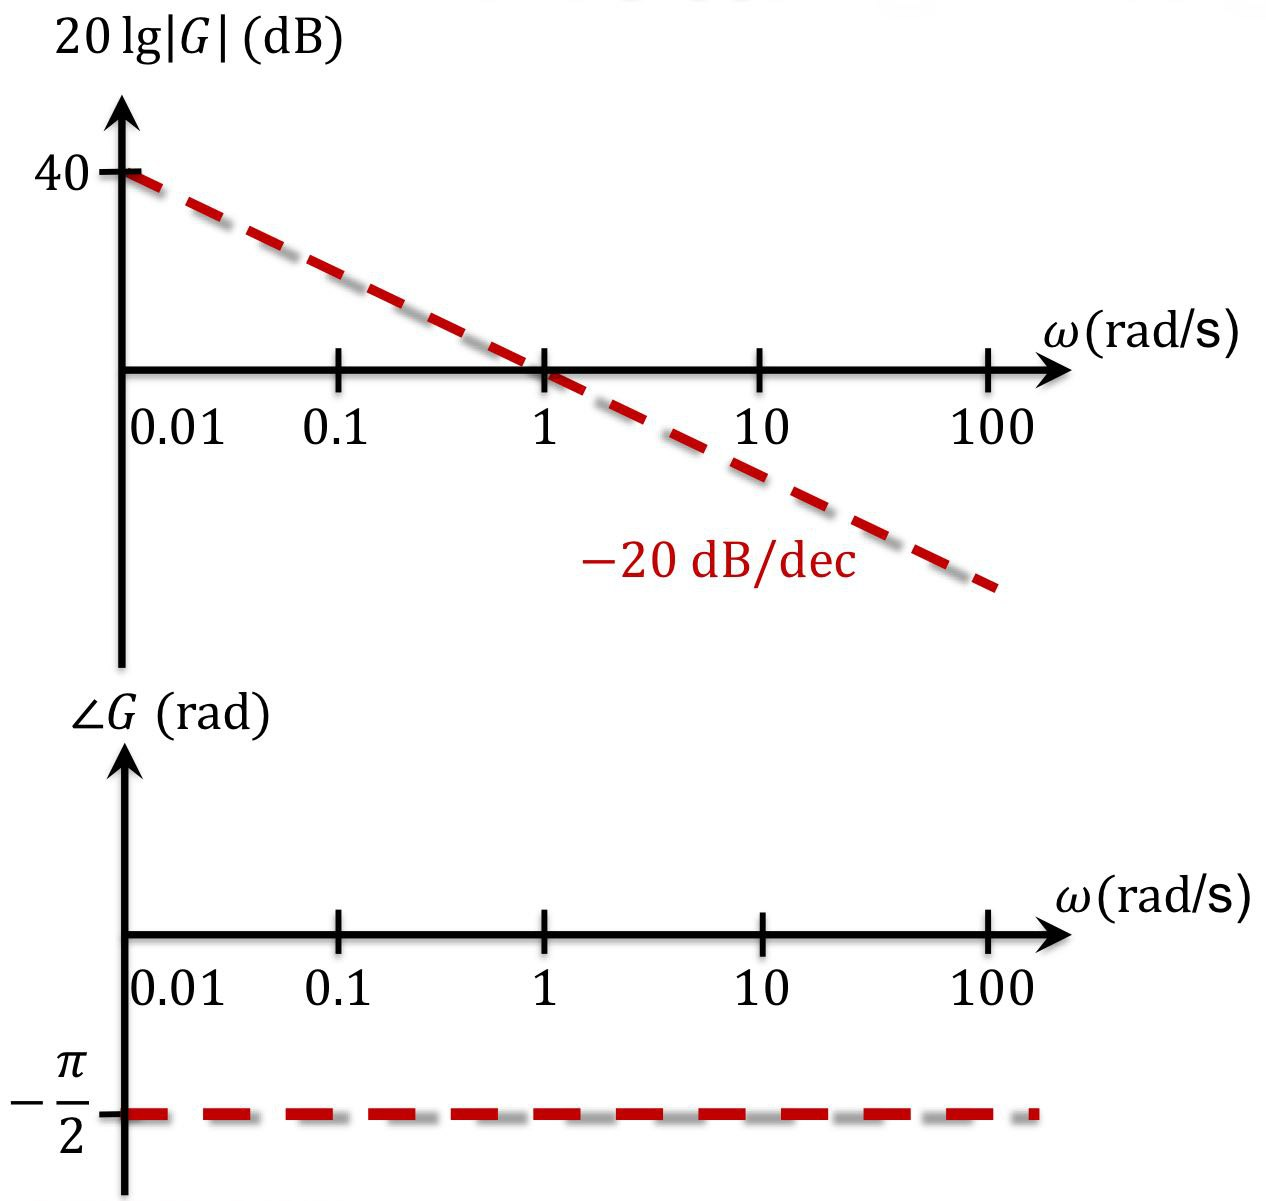 20 lg|G| (dB)
40
ω(rad/s)
0.01 0.1 1 10 100
−20 dB/dec
∠G (rad)
ω(rad/s)
0.01 0.1 1 10 100
−π/2